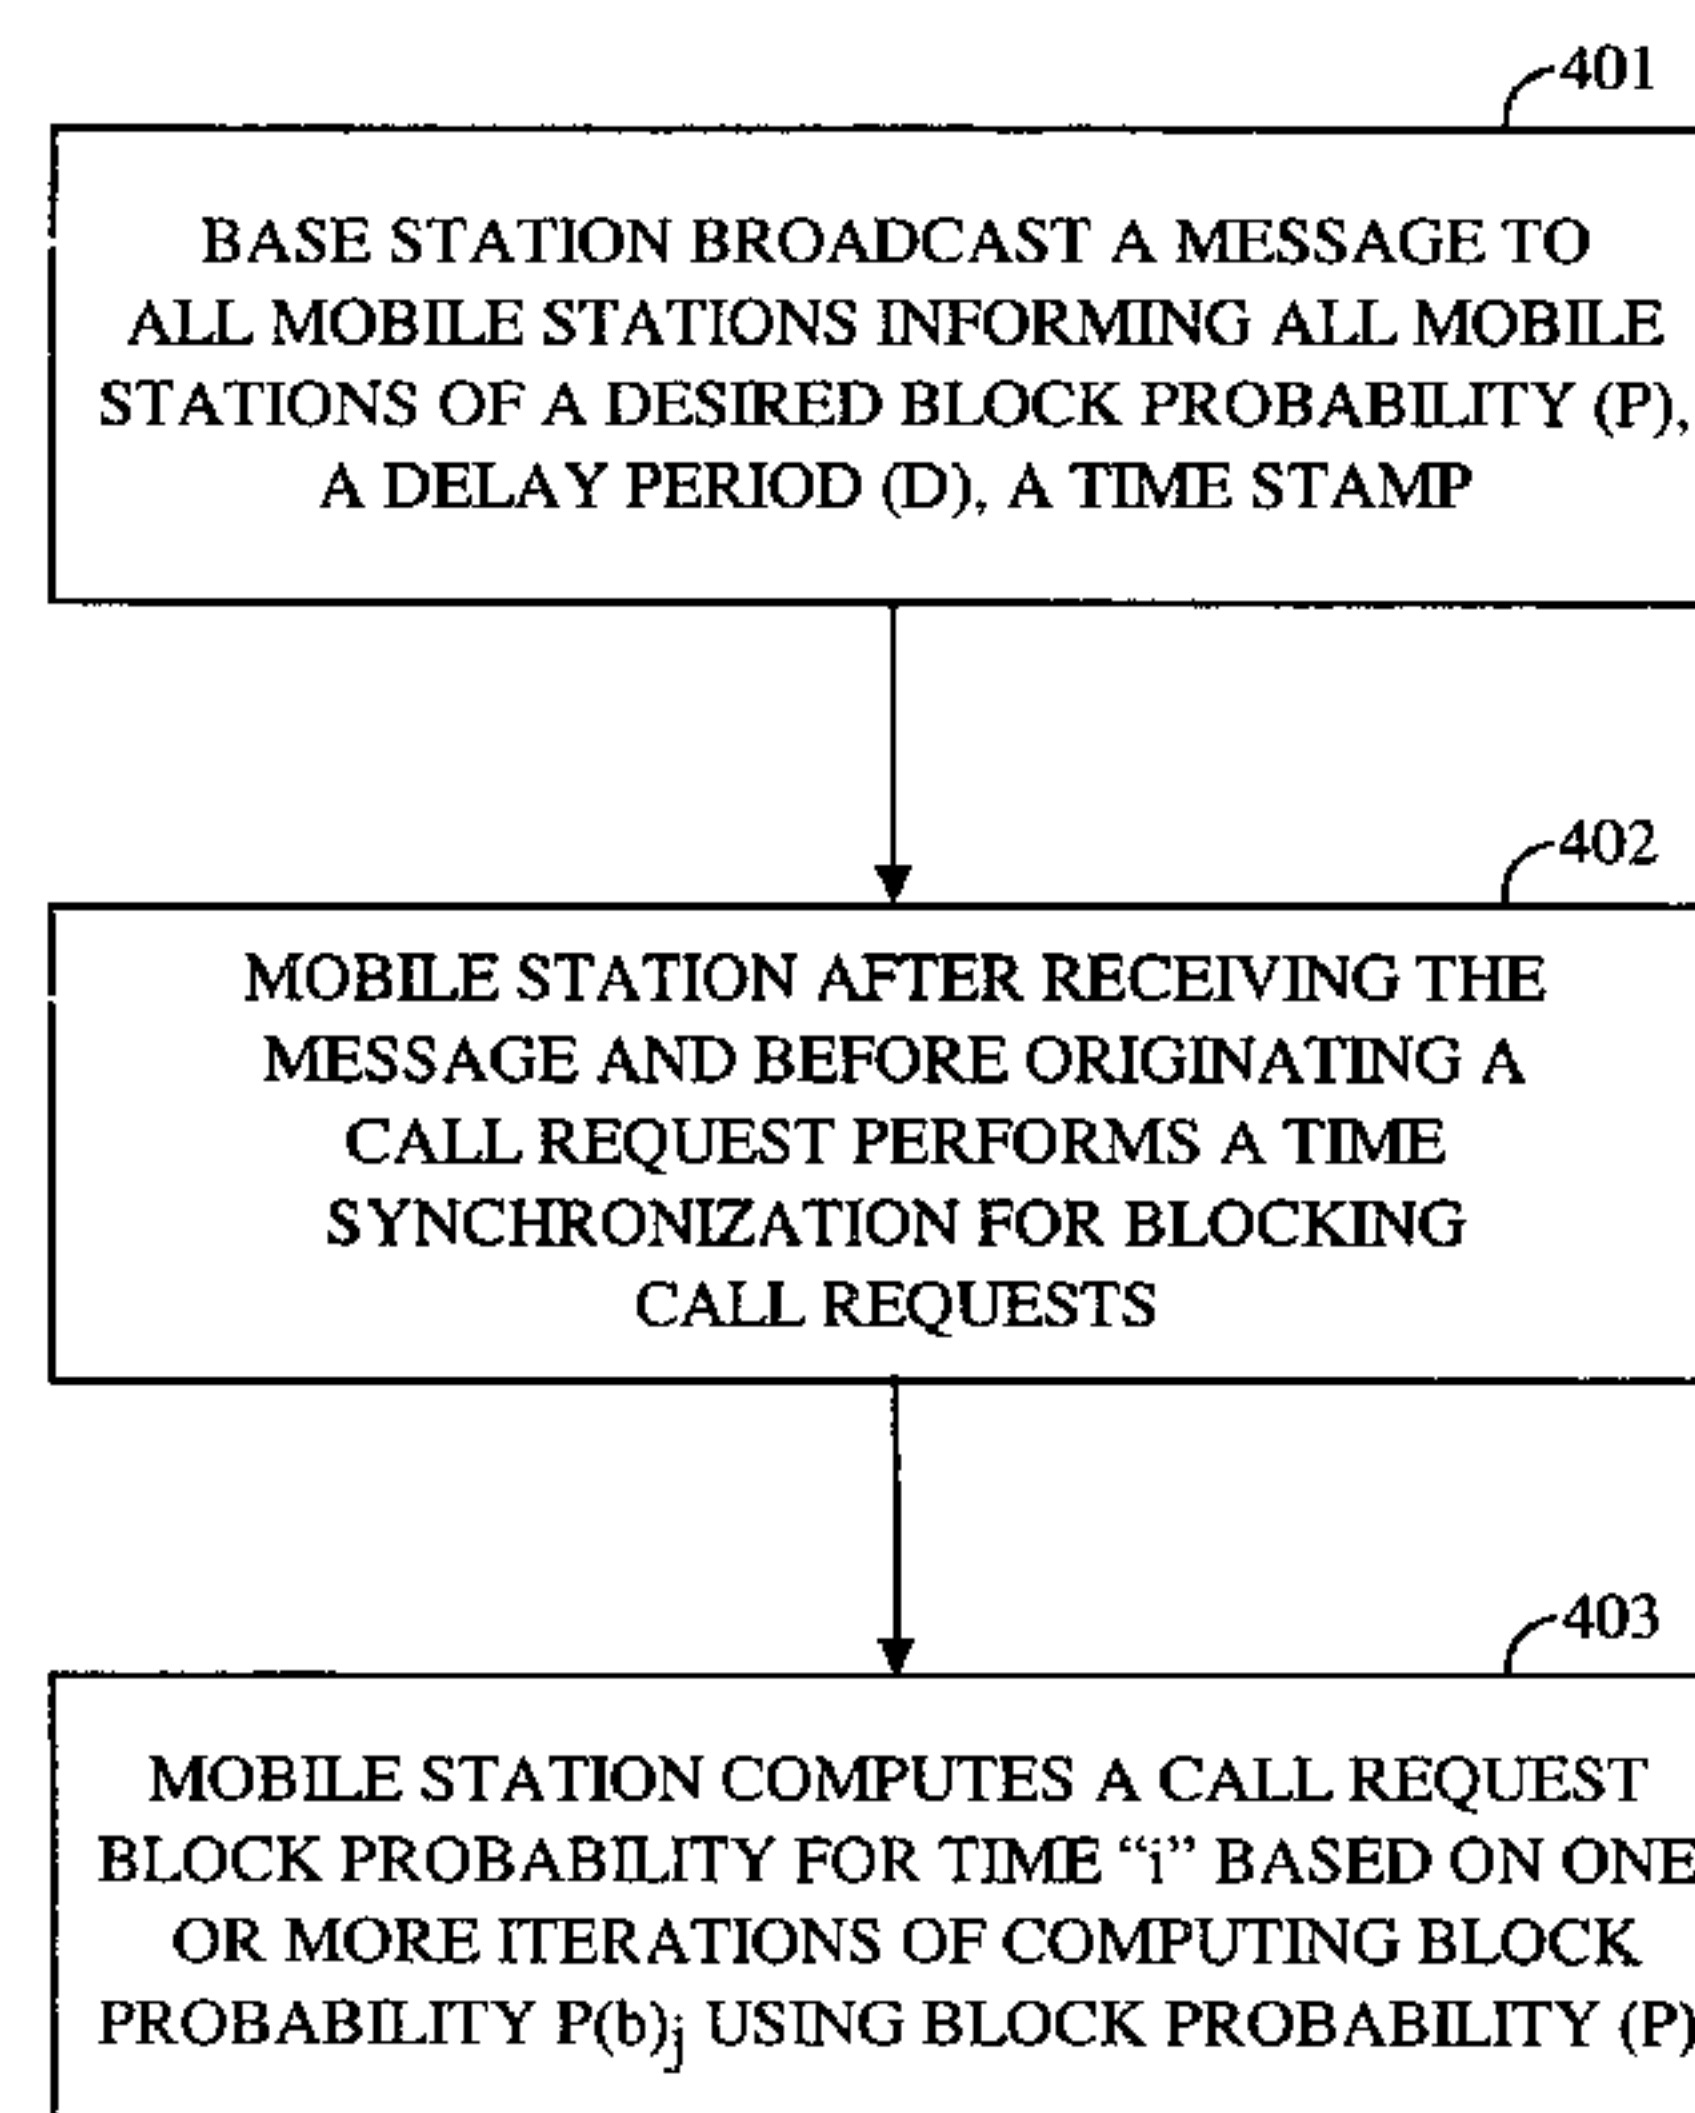 401
BASE STATION BROADCAST A MESSAGE TO
ALL MOBILE STATIONS INFORMING ALL MOBILE
STATIONS OF A DESIRED BLOCK PROBABILITY (P),
A DELAY PERIOD (D), A TIME STAMP
402
MOBILE STATION AFTER RECEIVING THE
MESSAGE AND BEFORE ORIGINATING A
CALL REQUEST PERFORMS A TIME
SYNCHRONIZATION FOR BLOCKING
CALL REQUESTS
403
MOBILE STATION COMPUTES A CALL REQUEST
BLOCK PROBABILITY FOR TIME “i” BASED ON ONE
OR MORE ITERATIONS OF COMPUTING BLOCK
PROBABILITY P(b)j USING BLOCK PROBABILITY (P)